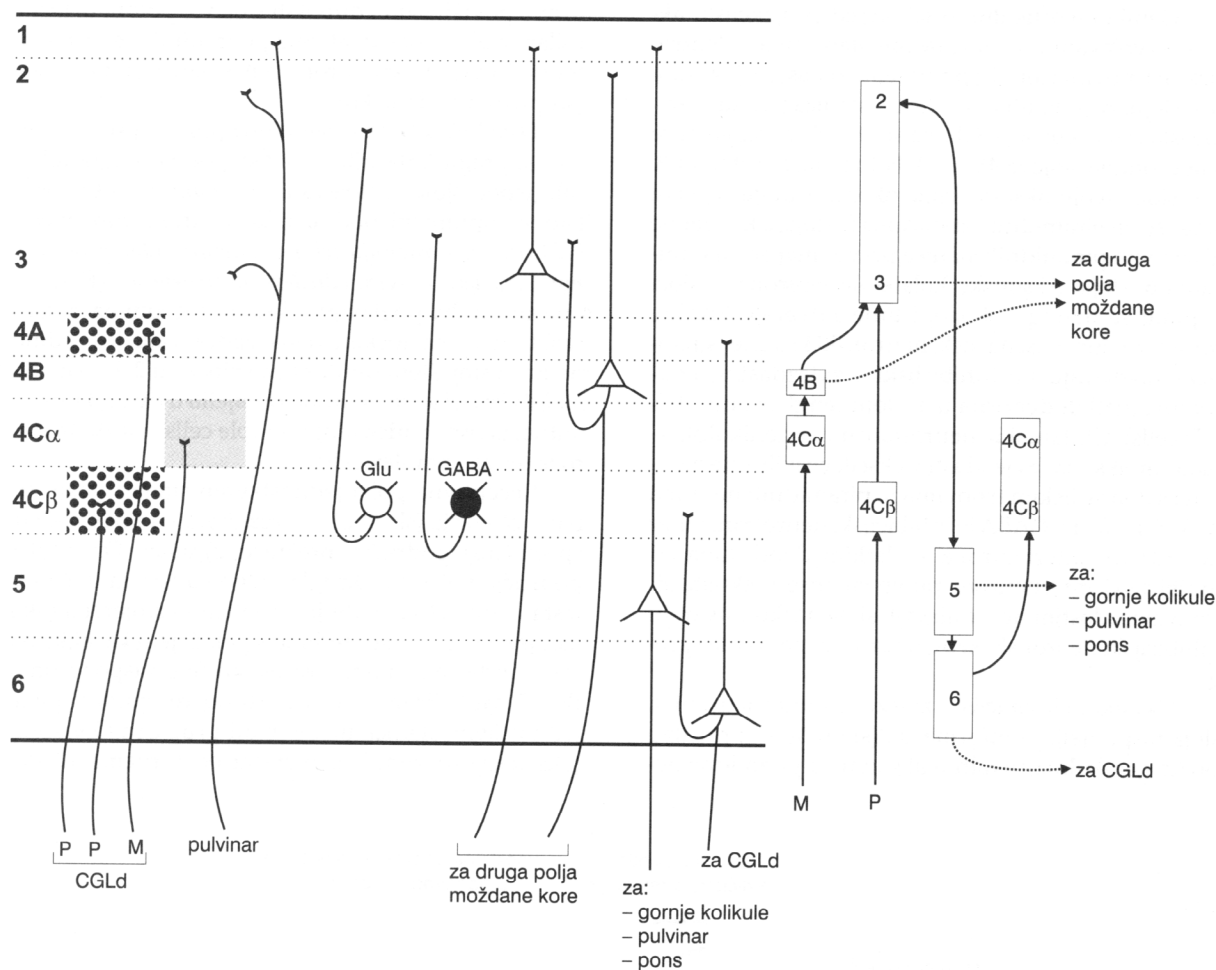 1
2
3
4A
4B
4Cα
4Cβ
5
6
Glu
GABA
P
P
M
CGLd
pulvinar
za druga polja
moždane kore
za:
– gornje kolikule
– pulvinar
– pons
za CGLd
2
3
4B
4Cα
4Cβ
M
P
za druga
polja
moždane
kore
4Cα
4Cβ
5
6
za:
– gornje kolikule
– pulvinar
– pons
za CGLd